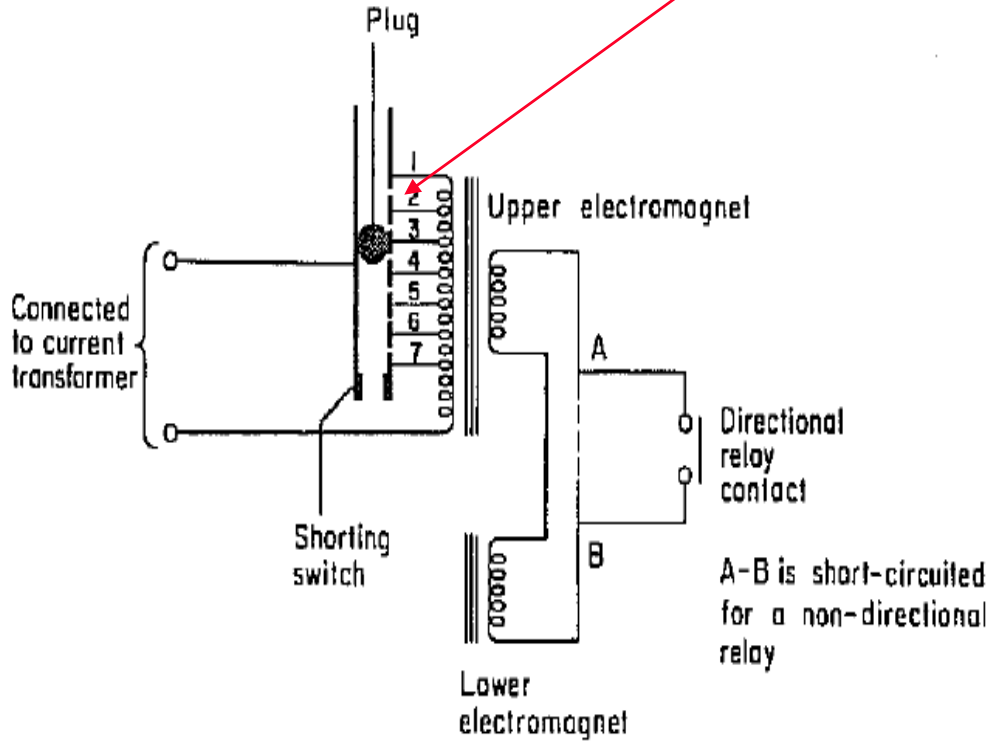 Plug
1
2
3
4
5
6
7
Upper electromagnet
Connected
to current
transformer
A
Directional
relay
contact
Shorting
switch
B
A-B is short-circuited
for a non-directional
relay
Lower
electromagnet